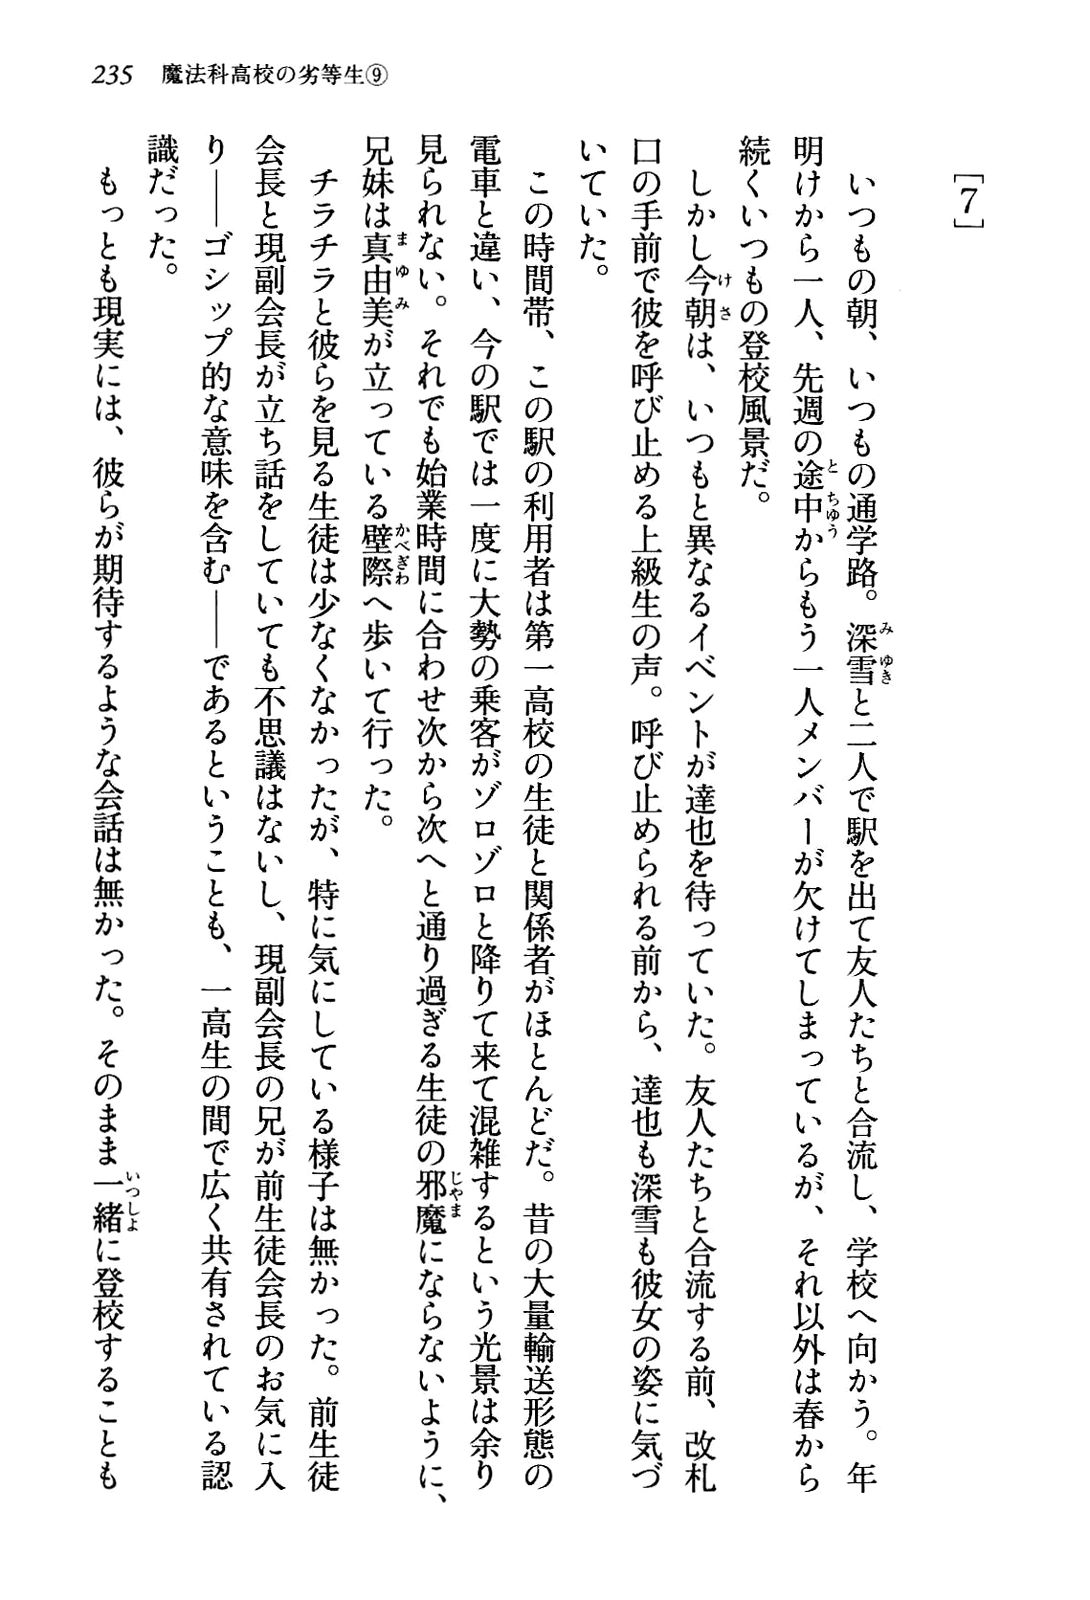 235　魔法科高校の劣等生⑨
［7］
　いつもの朝、いつもの通学路。深雪と二人で駅を出て友人たちと合流し、学校へ向かう。年
明けから一人、先週の途中からもう一人メンバーが欠けてしまっているが、それ以外は春から
続くいつもの登校風景だ。
　しかし今朝は、いつもと異なるイベントが達也を待っていた。友人たちと合流する前、改札
口の手前で彼を呼び止める上級生の声。呼び止められる前から、達也も深雪も彼女の姿に気づ
いていた。
　この時間帯、この駅の利用者は第一高校の生徒と関係者がほとんどだ。昔の大量輸送形態の
電車と違い、今の駅では一度に大勢の乗客がゾロゾロと降りて来て混雑するという光景は余り
見られない。それでも始業時間に合わせ次から次へと通り過ぎる生徒の邪魔にならないように、
兄妹は真由美が立っている壁際へ歩いて行った。
　チラチラと彼らを見る生徒は少なくなかったが、特に気にしている様子は無かった。前生徒
会長と現副会長が立ち話をしていても不思議はないし、現副会長の兄が前生徒会長のお気に入
り――ゴシップ的な意味を含む――であるということも、一高生の間で広く共有されている認
識だった。
　もっとも現実には、彼らが期待するような会話は無かった。そのまま一緒に登校することも